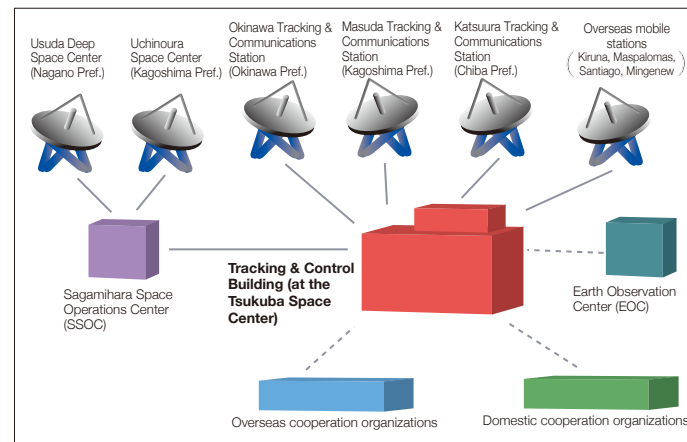 Usuda Deep
Space Center
(Nagano Pref.)
Uchinoura
Space Center
(Kagoshima Pref.)
Okinawa Tracking &
Communications
Station
(Okinawa Pref.)
Masuda Tracking &
Communications
Station
(Kagoshima Pref.)
Katsuura Tracking &
Communications
Station
(Chiba Pref.)
Overseas mobile
stations
(Kiruna, Maspalomas,
Santiago, Mingenew)
Sagamihara Space
Operations Center
(SSOC)
Tracking & Control
Building (at the
Tsukuba Space
Center)
Earth Observation
Center (EOC)
Overseas cooperation organizations
Domestic cooperation organizations